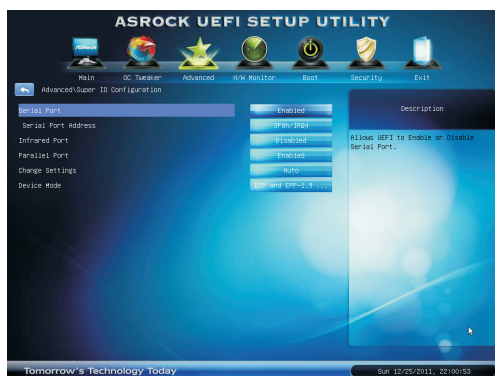 ASROCK UEFI SETUP UTILITY
ASRock
Main OC Tweaker Advanced H/W Monitor Boot Security Exit
Advanced\Super IO Configuration
Serial Port Enabled
Serial Port Address 3F8h/IRQ4
Infrared Port Disabled
Parallel Port Enabled
Change Settings Auto
Device Mode ECP and EPP-1.9 ...
Description
Allows UEFI to Enable or Disable
Serial Port.
Tomorrow's Technology Today
Sun 12/25/2011, 22:00:53